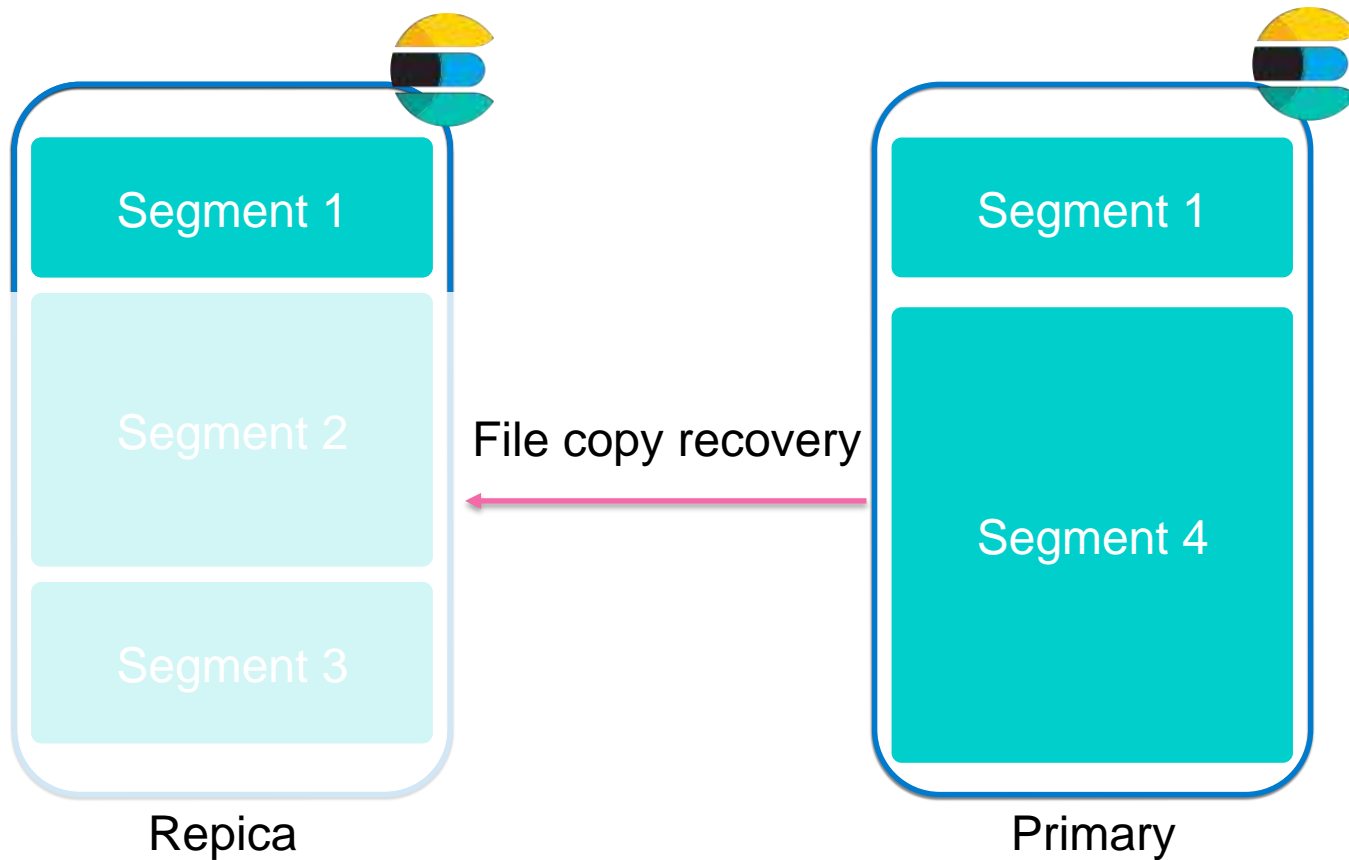 Segment 1
Segment 2
Segment 3
Repica
File copy recovery
Segment 1
Segment 4
Primary